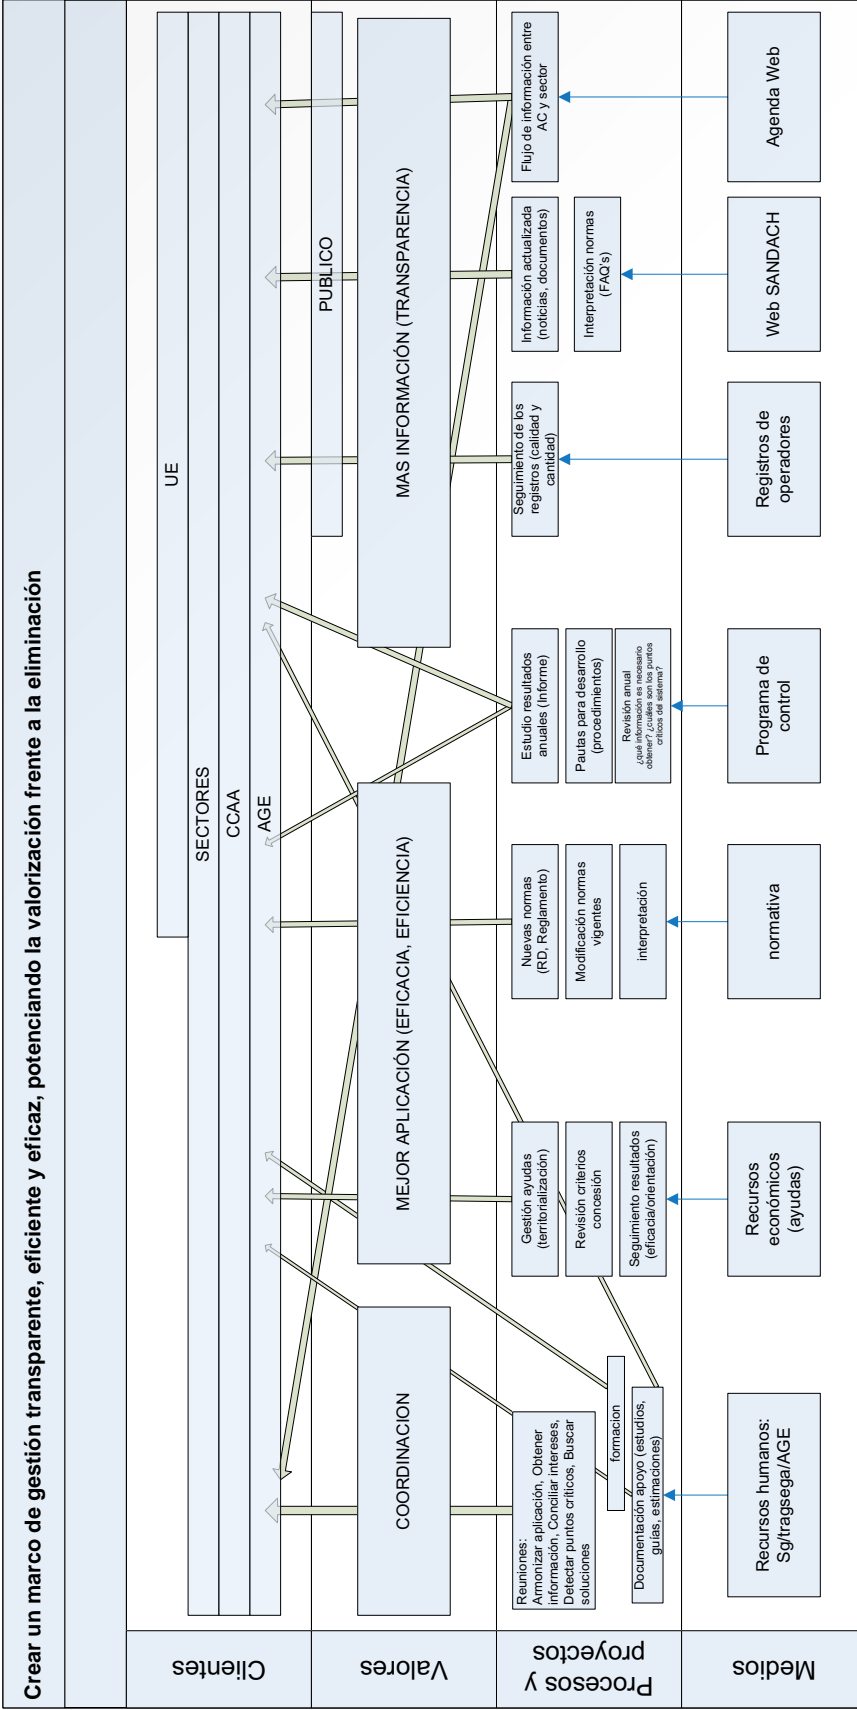 Crear un marco de gestión transparente, eficiente y eficaz, potenciando la valorización frente a la eliminación
Clientes
UE
SECTORES
CCAA
AGE
PUBLICO
Valores
COORDINACION
MEJOR APLICACIÓN (EFICACIA, EFICIENCIA)
MAS INFORMACIÓN (TRANSPARENCIA)
Procesos y
proyectos
Reuniones:
Armonizar aplicación, Obtener
información, Conciliar intereses,
Detectar puntos criticos, Buscar
soluciones
formacion
Documentación apoyo (estudios,
guías, estimaciones)
Gestión ayudas
(territorialización)
Revisión criterios
concesión
Seguimiento resultados
(eficacia/orientación)
Nuevas normas
(RD, Reglamento)
Modificación normas
vigentes
interpretación
Estudio resultados
anuales (Informe)
Pautas para desarrollo
(procedimientos)
Revisión anual
¿qué información es necesario
obtener? ¿cuáles son los puntos
críticos del sistema?
Seguimiento de los
registros (calidad y
cantidad)
Información actualizada
(noticias, documentos)
Interpretación normas
(FAQ's)
Flujo de información entre
AC y sector
Medios
Recursos humanos:
Sg/tragsega/AGE
Recursos
económicos
(ayudas)
normativa
Programa de
control
Registros de
operadores
Web SANDACH
Agenda Web